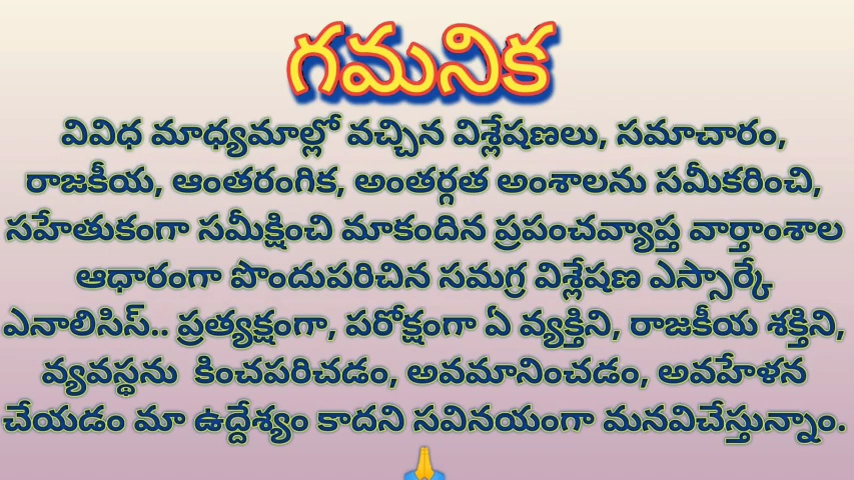 గమనిక
వివిధ మాధ్యమాల్లో వచ్చిన విశ్లేషణలు, సమాచారం,
రాజకీయ, ఆంతరంగిక, అంతర్గత అంశాలను సమీకరించి,
సహేతుకంగా సమీక్షించి మాకందిన ప్రపంచవ్యాప్త వార్తాంశాల
ఆధారంగా పొందుపరిచిన సమగ్ర విశ్లేషణ ఎస్సార్కే
ఎనాలిసిస్.. ప్రత్యక్షంగా, పరోక్షంగా ఏ వ్యక్తిని, రాజకీయ శక్తిని,
వ్యవస్థను కించపరిచడం, అవమానించడం, అవహేళన
చేయడం మా ఉద్దేశ్యం కాదని సవినయంగా మనవిచేస్తున్నాం.
🙏